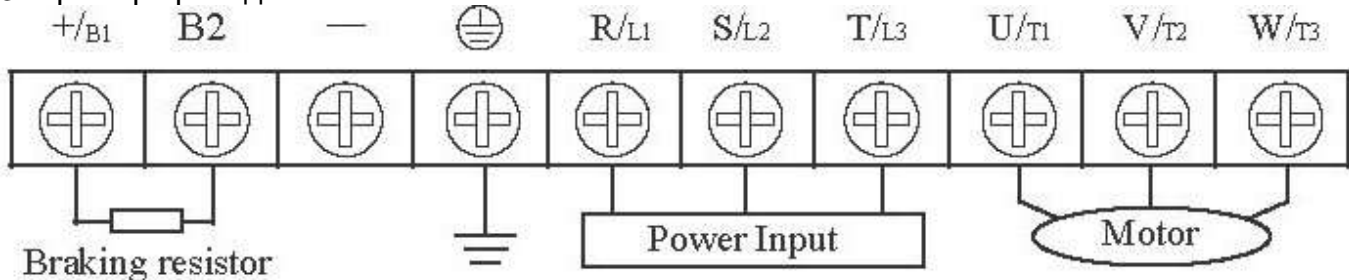 +/B1 B2 — R/L1 S/L2 T/L3 U/T1 V/T2 W/T3
Power Input Motor
Braking resistor